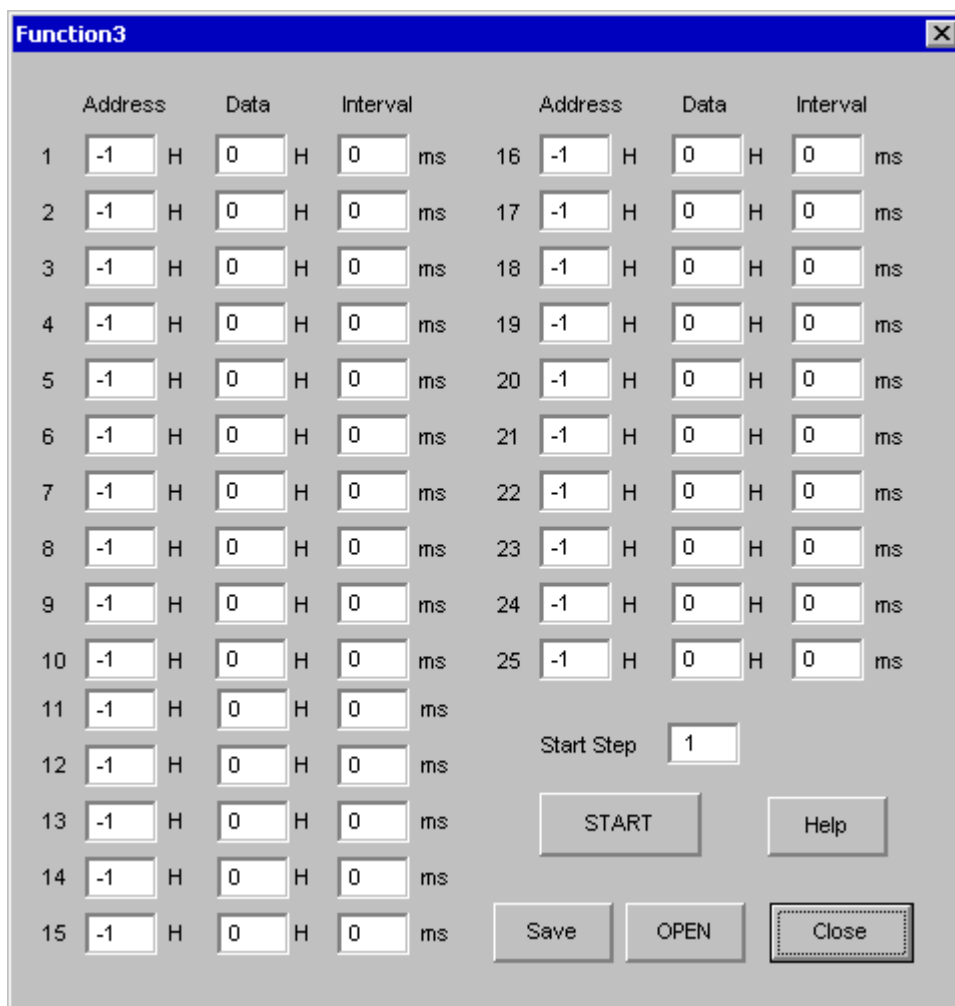 Function3
Address Data Interval Address Data Interval
1 -1 H 0 H 0 ms 16 -1 H 0 H 0 ms
2 -1 H 0 H 0 ms 17 -1 H 0 H 0 ms
3 -1 H 0 H 0 ms 18 -1 H 0 H 0 ms
4 -1 H 0 H 0 ms 19 -1 H 0 H 0 ms
5 -1 H 0 H 0 ms 20 -1 H 0 H 0 ms
6 -1 H 0 H 0 ms 21 -1 H 0 H 0 ms
7 -1 H 0 H 0 ms 22 -1 H 0 H 0 ms
8 -1 H 0 H 0 ms 23 -1 H 0 H 0 ms
9 -1 H 0 H 0 ms 24 -1 H 0 H 0 ms
10 -1 H 0 H 0 ms 25 -1 H 0 H 0 ms
11 -1 H 0 H 0 ms
Start Step 1
12 -1 H 0 H 0 ms
13 -1 H 0 H 0 ms START Help
14 -1 H 0 H 0 ms
15 -1 H 0 H 0 ms Save OPEN Close